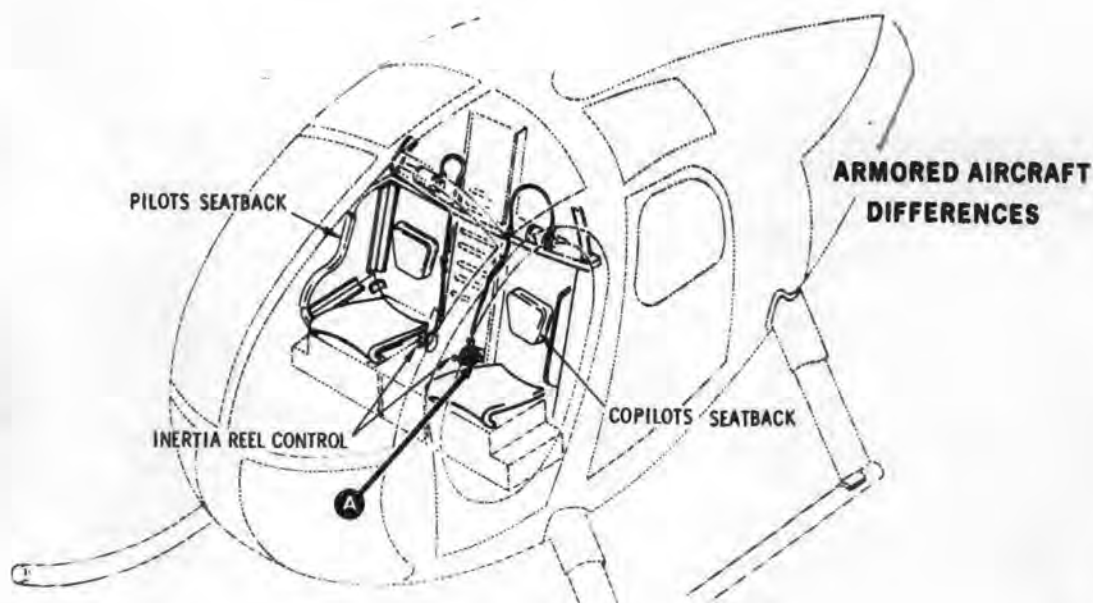 PILOTS SEATBACK
ARMORED AIRCRAFT
DIFFERENCES
COPILOTS SEATBACK
INERTIA REEL CONTROL
A